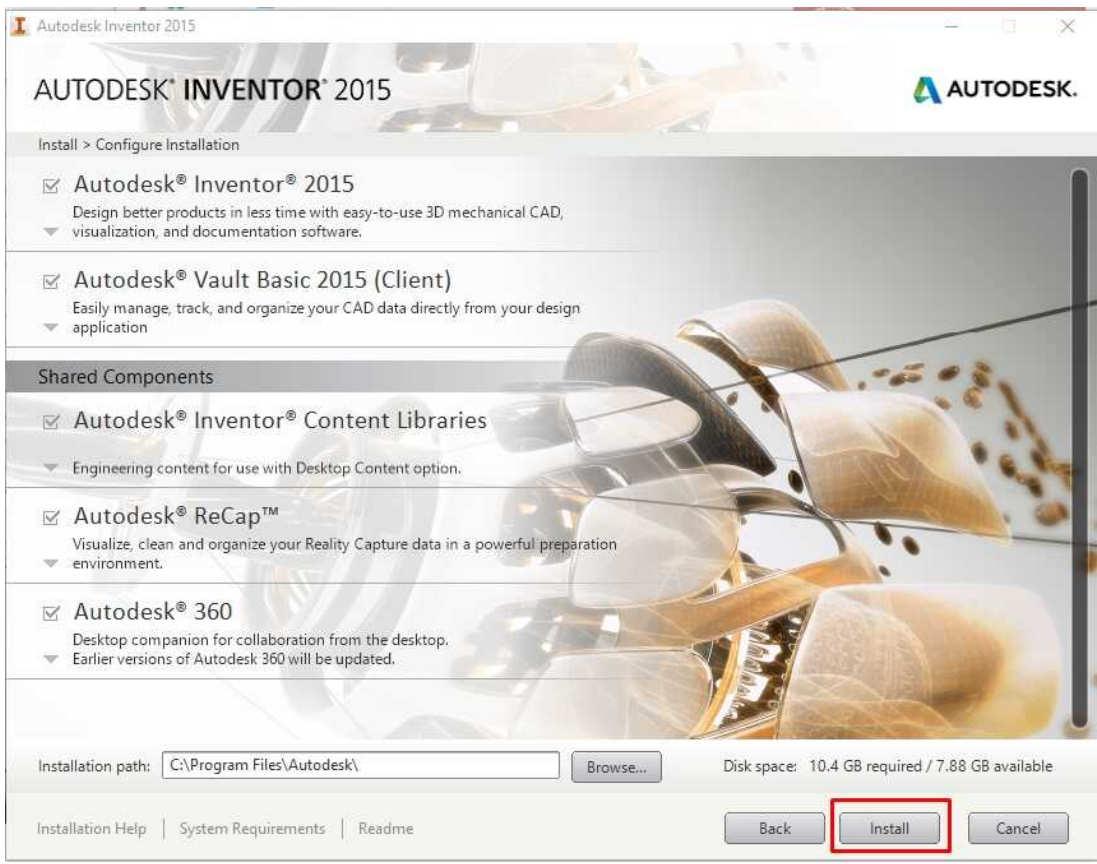 Autodesk Inventor 2015
AUTODESK® INVENTOR® 2015
AUTODESK.
Install > Configure Installation
Autodesk® Inventor® 2015
Design better products in less time with easy-to-use 3D mechanical CAD,
visualization, and documentation software.
Autodesk® Vault Basic 2015 (Client)
Easily manage, track, and organize your CAD data directly from your design
application
Shared Components
Autodesk® Inventor® Content Libraries
Engineering content for use with Desktop Content option.
Autodesk® ReCap™
Visualize, clean and organize your Reality Capture data in a powerful preparation
environment.
Autodesk® 360
Desktop companion for collaboration from the desktop.
Earlier versions of Autodesk 360 will be updated.
Installation path: C:\Program Files\Autodesk\ Browse... Disk space: 10.4 GB required / 7.88 GB available
Installation Help | System Requirements | Readme Back Install Cancel